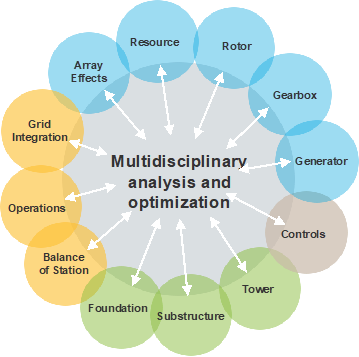 Resource
Rotor
Array
Effects
Gearbox
Grid
Integration
Generator
Multidisciplinary
analysis and
optimization
Operations
Controls
Balance
of Station
Tower
Foundation
Substructure